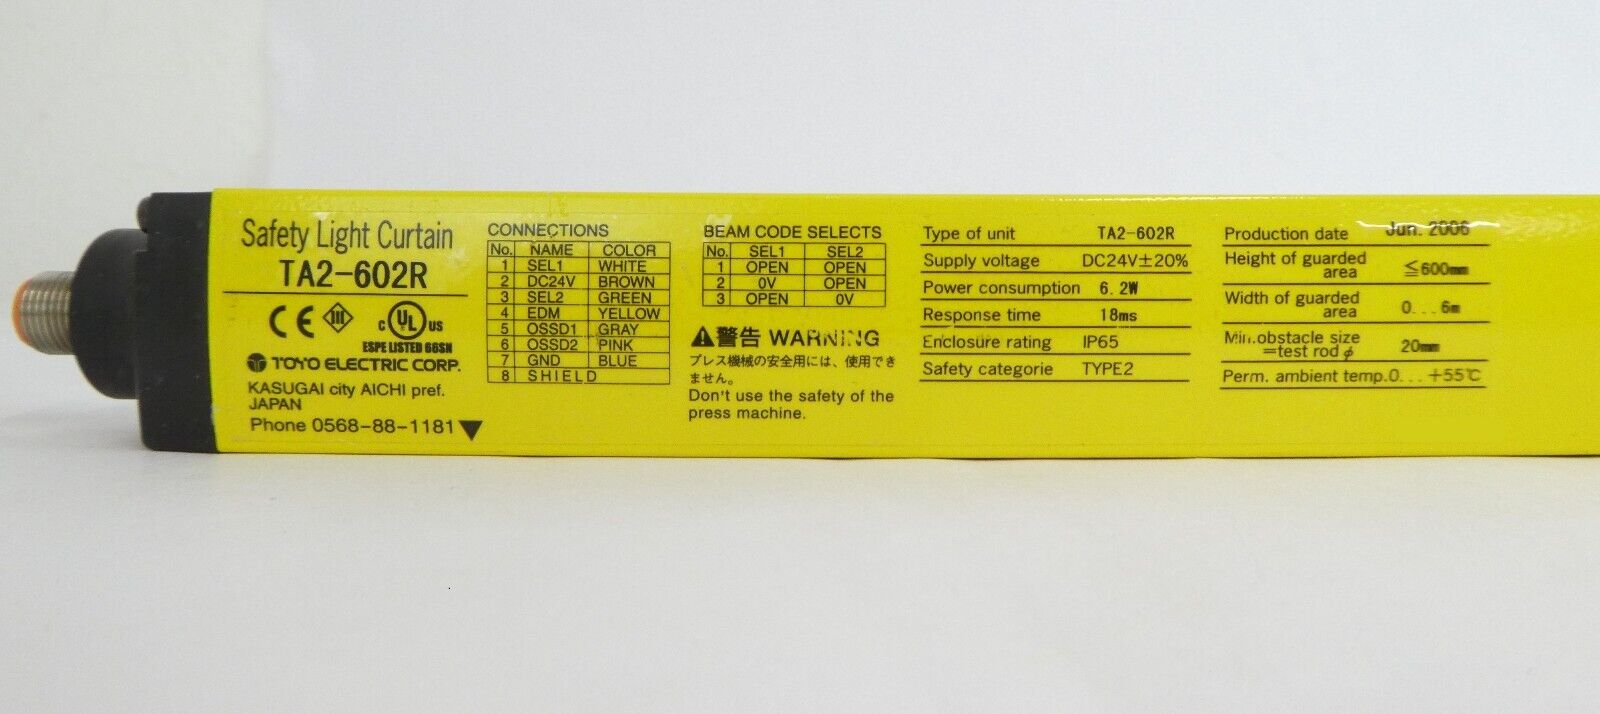 Safety Light Curtain
TA2-602R
CE
c UL us
ESPE LISTED 66SN
TOYO ELECTRIC CORP.
KASUGAI city AICHI pref.
JAPAN
Phone 0568-88-1181▼
CONNECTIONS
No. NAME COLOR
1 SEL1 WHITE
2 DC24V BROWN
3 SEL2 GREEN
4 EDM YELLOW
5 OSSD1 GRAY
6 OSSD2 PINK
7 GND BLUE
8 SHIELD
BEAM CODE SELECTS
No. SEL1 SEL2
1 OPEN OPEN
2 0V OPEN
3 OPEN 0V
⚠警告 WARNING
プレス機械の安全用には、使用でき
ません。
Don't use the safety of the
press machine.
Type of unit TA2-602R
Supply voltage DC24V±20%
Power consumption 6.2W
Response time 18ms
Enclosure rating IP65
Safety categorie TYPE2
Production date Jun. 2006
Height of guarded
area ≦600mm
Width of guarded
area 0...6m
Min.obstacle size
=test rod φ 20mm
Perm. ambient temp.0... +55℃